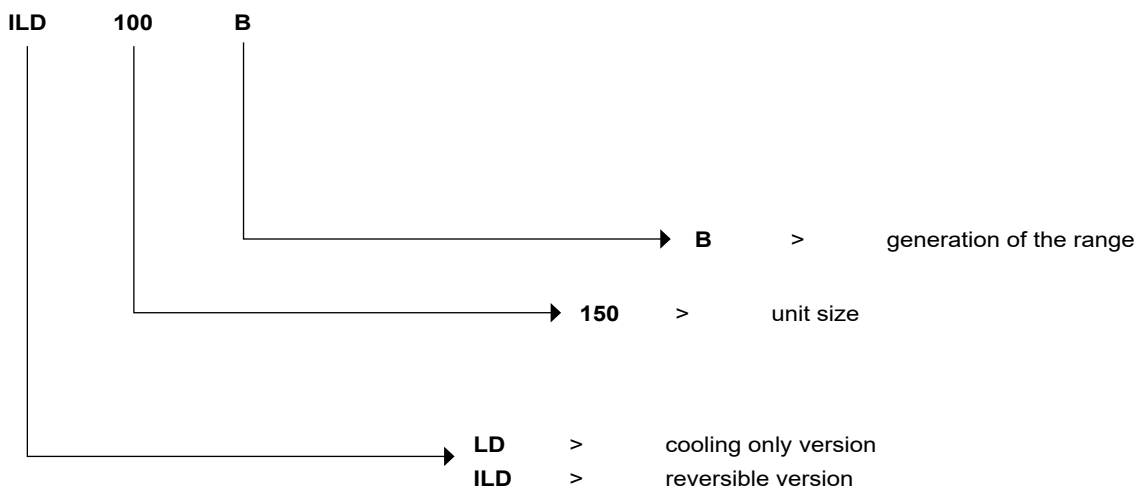 ILD 100 B
B > generation of the range
150 > unit size
LD > cooling only version
ILD > reversible version